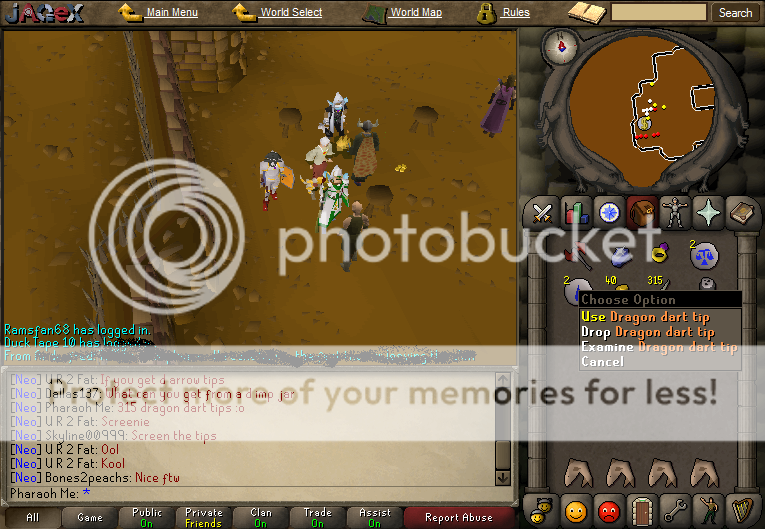 JAGEX
Main Menu
World Select
World Map
Rules
Search
photobucket
2
2 40 315
Choose Option
Use Dragon dart tip
Drop Dragon dart tip
Examine Dragon dart tip
Cancel
Ramsfan68 has logged in.
Duck Tape 10 has logged
From
Protect more of your memories for less!
[Neo] U R 2 Fat: If you get d arrow tips
[Neo] Dallas137: What can you get from a d imp jar
[Neo] Pharaoh Me: 315 dragon dart tips :o
[Neo] U R 2 Fat: Screenie
[Neo] Skyline00999: Screen the tips
[Neo] U R 2 Fat: Ool
[Neo] U R 2 Fat: Kool
[Neo] Bones2peachs: Nice ftw
Pharaoh Me: *
All
Game
Public
On
Private
Friends
Clan
On
Trade
On
Assist
On
Report Abuse